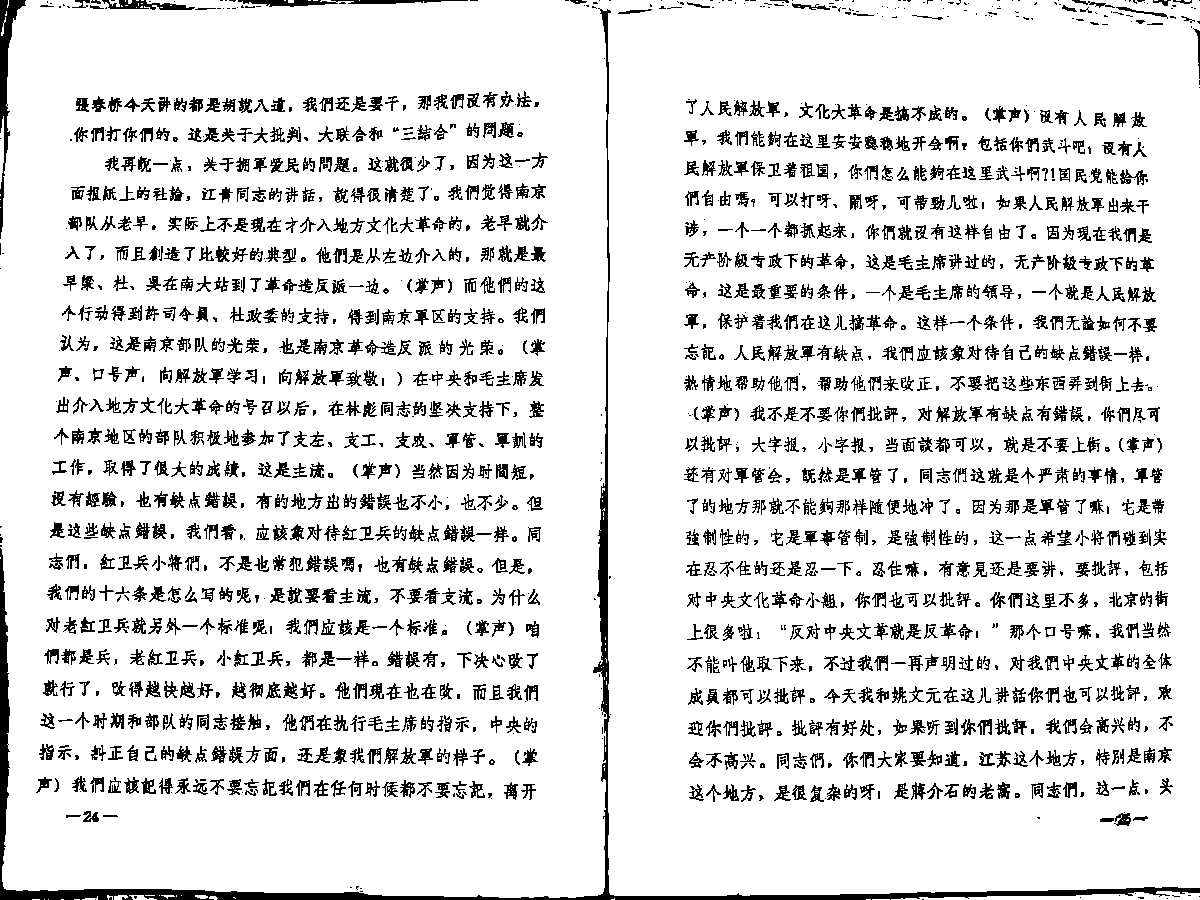 張春桥今天讲的都是胡說八道，我們还是要干，那我們沒有办法，
你們打你們的。这是关于大批判、大联合和“三結合”的問題。
我再說一点，关于拥軍爱民的問題。这就很少了，因为这一方
面报紙上的社論，江青同志的讲話，說得很清楚了。我們觉得南京
部队从老早，实际上不是現在才介入地方文化大革命的，老早就介
入了，而且創造了比較好的典型。他們是从左边介入的，那就是最
早梁、杜、吳在南大站到了革命造反派一边。（掌声）而他們的这
个行动得到許司令員、杜政委的支持，得到南京軍区的支持。我們
认为，这是南京部队的光荣，也是南京革命造反派的光荣。（掌
声、口号声：向解放軍学习！向解放軍致敬！）在中央和毛主席发
出介入地方文化大革命的号召以后，在林彪同志的坚决支持下，整
个南京地区的部队积极地参加了支左、支工、支农、軍管、軍訓的
工作，取得了很大的成績，这是主流。（掌声）当然因为时間短，
沒有經驗，也有缺点錯誤，有的地方出的錯誤也不小，也不少。但
是这些缺点錯誤，我們看，应該象对待紅卫兵的缺点錯誤一样。同
志們，紅卫兵小将們，不是也常犯錯誤嗎？也有缺点錯誤。但是，
我們的十六条是怎么写的呢？是說要看主流，不要看支流。为什么
对老紅卫兵就另外一个标准呢？我們应該是一个标准。（掌声）咱
們都是兵，老紅卫兵，小紅卫兵，都是一样。錯誤有，下决心改了
就行了，改得越快越好，越彻底越好。他們現在也在改，而且我們
这一个时期和部队的同志接触，他們在执行毛主席的指示，中央的
指示，糾正自己的缺点錯誤方面，还是象我們解放軍的样子。（掌
声）我們应該記得永远不要忘記我們在任何时候都不要忘記，离开
—24—
了人民解放軍，文化大革命是搞不成的。（掌声）沒有人民解放
軍，我們能夠在这里安安穩穩地开会啊？包括你們武斗吧！沒有人
民解放軍保卫着祖国，你們怎么能夠在这里武斗啊?!国民党能給你
們自由嗎？可以打呀、鬧呀，可带劲儿啦！如果人民解放軍出来干
涉，一个一个都抓起来，你們就沒有这样自由了。因为現在我們是
无产阶級专政下的革命，这是毛主席讲过的，无产阶級专政下的革
命，这是最重要的条件，一个是毛主席的領导，一个就是人民解放
軍，保护着我們在这儿搞革命。这样一个条件，我們无論如何不要
忘記。人民解放軍有缺点，我們应該象对待自己的缺点錯誤一样，
热情地帮助他們，帮助他們来改正，不要把这些东西弄到街上去。
（掌声）我不是不要你們批評，对解放軍有缺点有錯誤，你們尽可
以批評，大字报，小字报，当面談都可以，就是不要上街。（掌声）
还有对軍管会，既然是軍管了，同志們这就是个严肃的事情，軍管
了的地方那就不能夠那样随便地冲了。因为那是軍管了嘛！它是带
強制性的，它是軍事管制，是強制性的，这一点希望小将們碰到实
在忍不住的还是忍一下。忍住嘛，有意見还是要讲，要批評，包括
对中央文化革命小組，你們也可以批評。你們这里不多，北京的街
上很多啦！“反对中央文革就是反革命！”那个口号嘛，我們当然
不能叫他取下来，不过我們一再声明过的，对我們中央文革的全体
成員都可以批評。今天我和姚文元在这儿讲話你們也可以批評，欢
迎你們批評。批評有好处，如果听到你們批評，我們会高兴的，不
会不高兴。同志們，你們大家要知道，江苏这个地方，特別是南京
这个地方，是很复杂的呀！是蔣介石的老窩。同志們，这一点，头
—25—